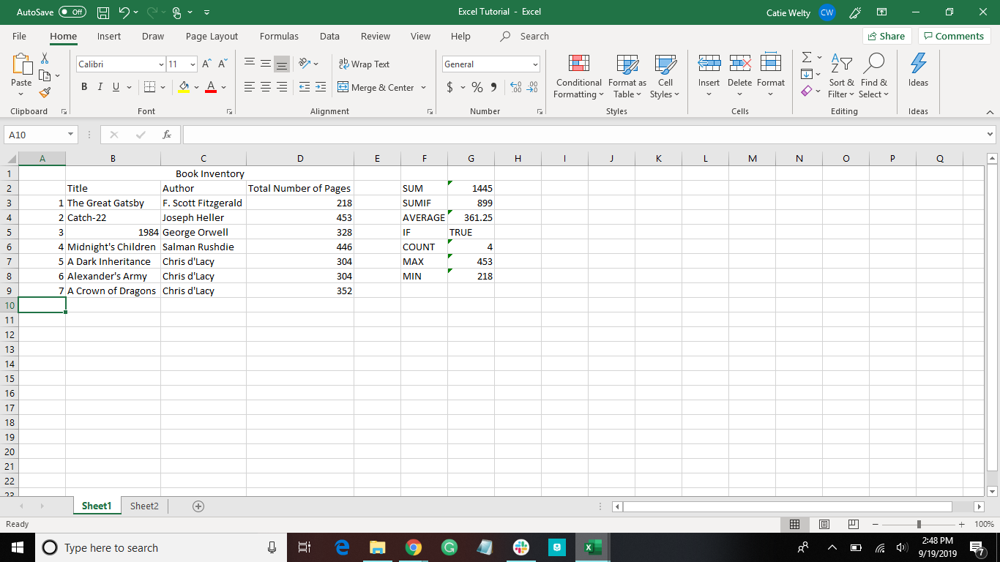 AutoSave Off Excel Tutorial - Excel Catie Welty CW
File Home Insert Draw Page Layout Formulas Data Review View Help Search Share Comments
Calibri 11 A A ab Wrap Text General
Paste B I U A Merge & Center $ % Conditional Formatting Format as Table Cell Styles Insert Delete Format Sort & Filter Find & Select Ideas
Clipboard Font Alignment Number Styles Cells Editing Ideas
A10 fx
A B C D E F G H I J K L M N O P Q
1 Book Inventory
2 Title Author Total Number of Pages SUM 1445
3 1 The Great Gatsby F. Scott Fitzgerald 218 SUMIF 899
4 2 Catch-22 Joseph Heller 453 AVERAGE 361.25
5 3 1984 George Orwell 328 IF TRUE
6 4 Midnight's Children Salman Rushdie 446 COUNT 4
7 5 A Dark Inheritance Chris d'Lacy 304 MAX 453
8 6 Alexander's Army Chris d'Lacy 304 MIN 218
9 7 A Crown of Dragons Chris d'Lacy 352
10
11
12
13
14
15
16
17
18
19
20
21
22
23
Sheet1 Sheet2
Ready 100%
Type here to search 2:48 PM
9/19/2019 7